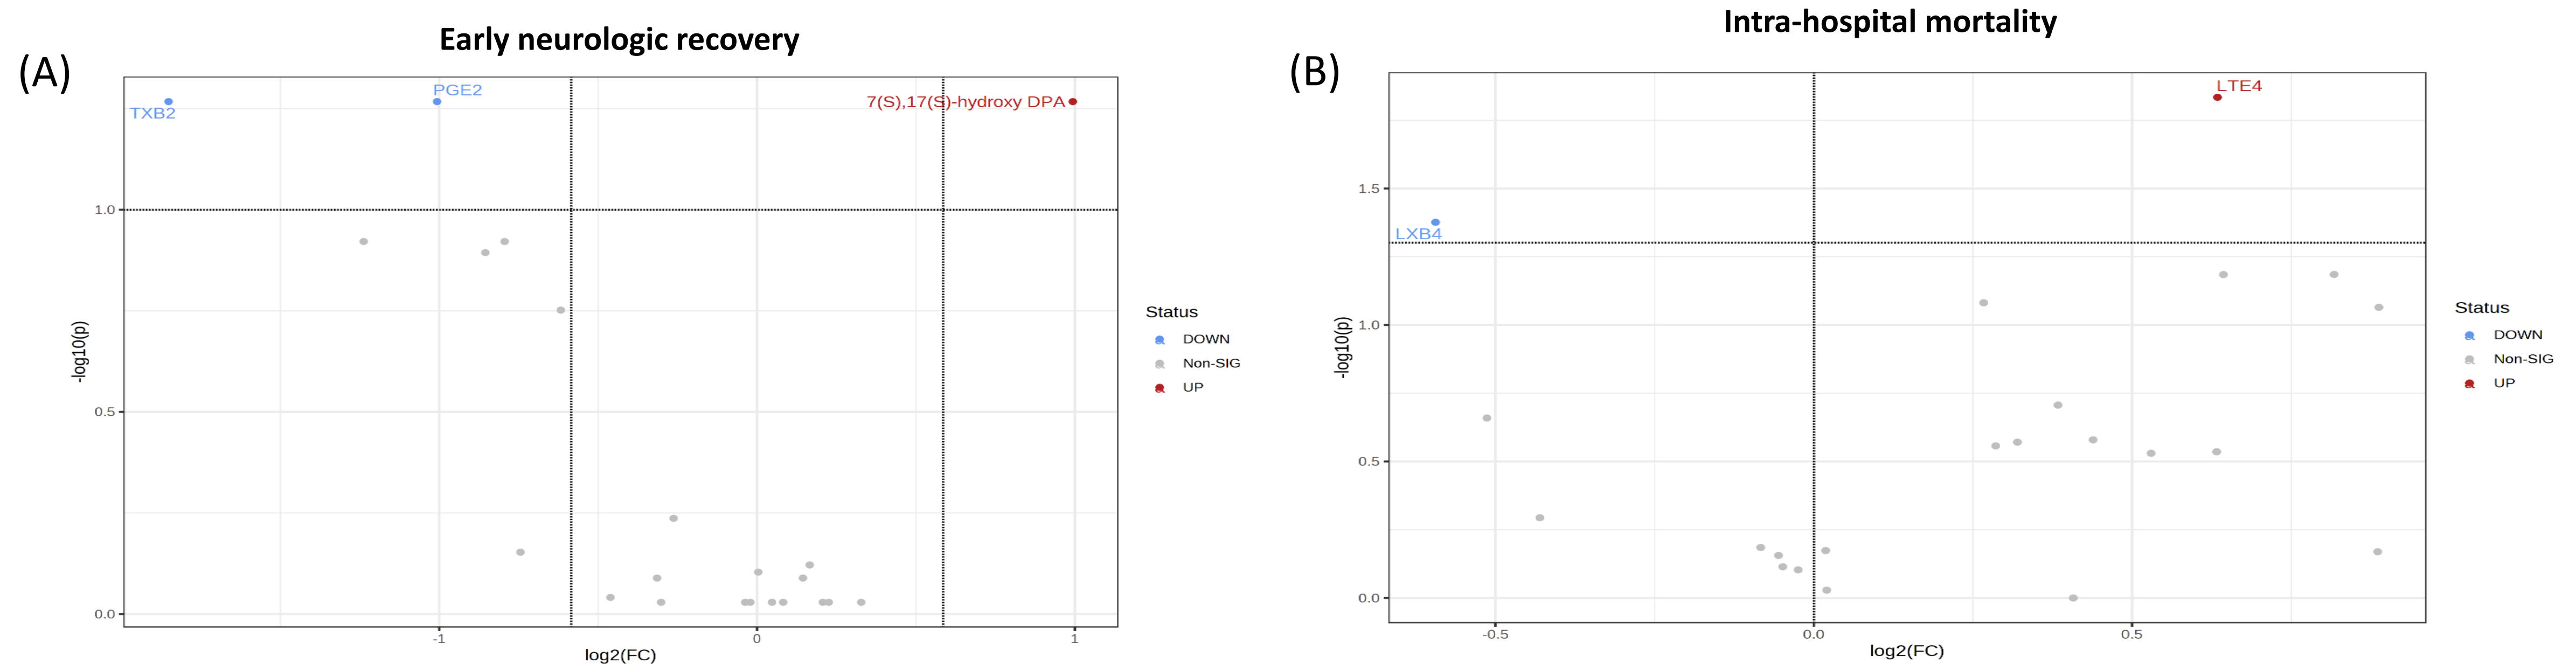 Early neurologic recovery
(A)
PGE2
TXB2
7(S),17(S)-hydroxy DPA
1.0
0.5
0.0
-log10(p)
-1
0
1
log2(FC)
Status
DOWN
Non-SIG
UP
Intra-hospital mortality
(B)
LTE4
LXB4
1.5
1.0
0.5
0.0
-log10(p)
-0.5
0.0
0.5
log2(FC)
Status
DOWN
Non-SIG
UP